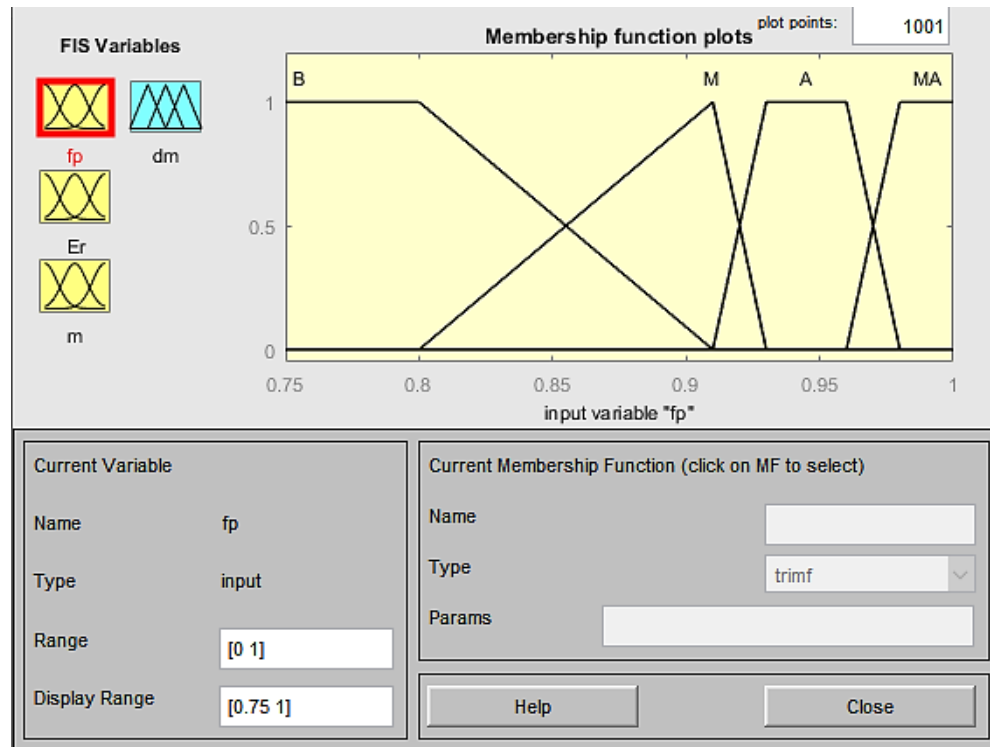 plot points: 1001
FIS Variables
Membership function plots
fp dm
Er
m
B M A MA
1
0.5
0
0.75 0.8 0.85 0.9 0.95 1
input variable "fp"
Current Variable
Name fp
Type input
Range [0 1]
Display Range [0.75 1]
Current Membership Function (click on MF to select)
Name
Type trimf
Params
Help Close